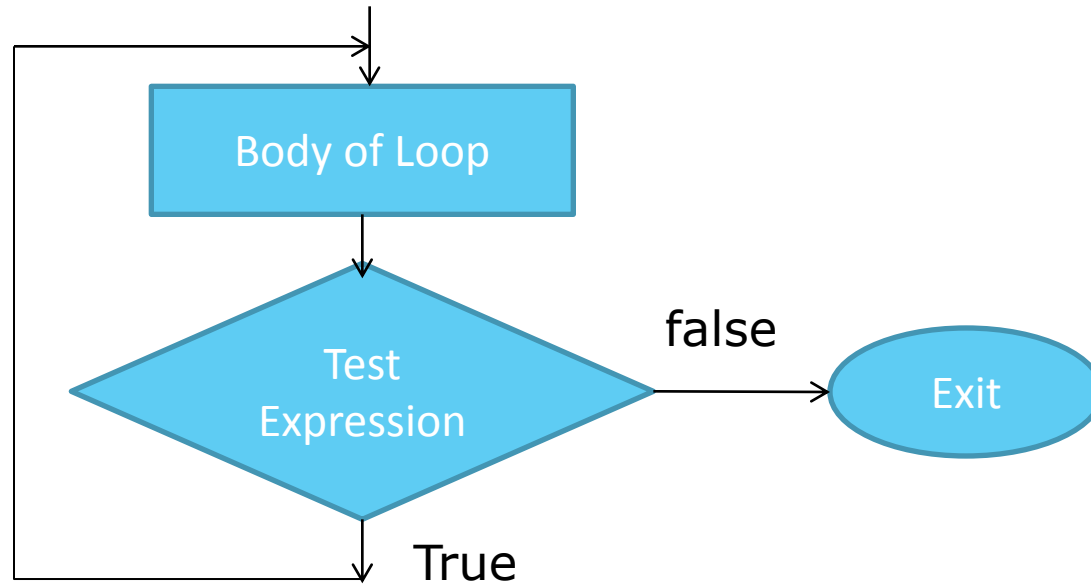 Body of Loop
Test
Expression
false
Exit
True